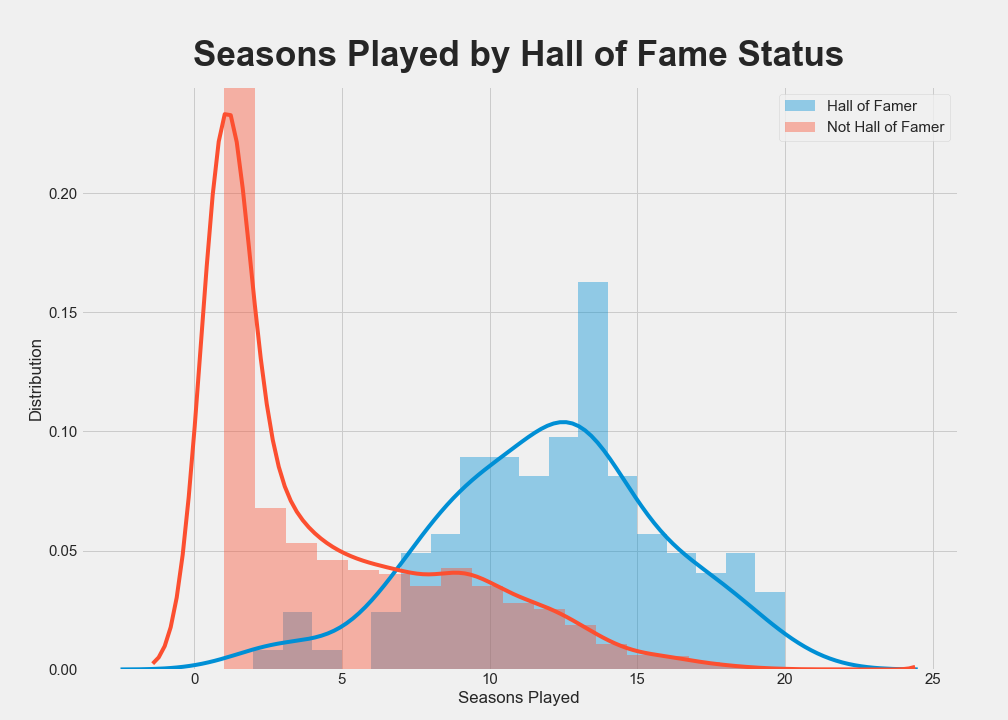 Seasons Played by Hall of Fame Status
Hall of Famer
Not Hall of Famer
Distribution
0.20
0.15
0.10
0.05
0.00
0 5 10 15 20 25
Seasons Played